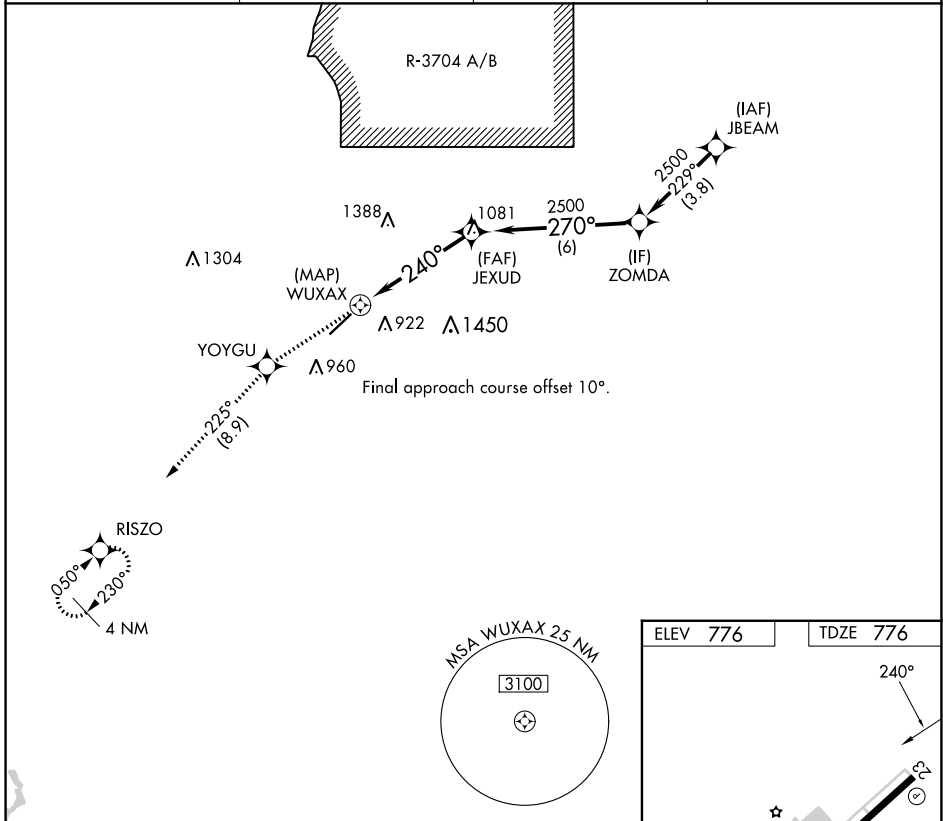 R-3704 A/B
(IAF)
JBEAM
2500
229°
(3.8)
1388
1081
2500
270°
(6)
(IF)
ZOMDA
(FAF)
JEXUD
240°
1304
(MAP)
WUXAX
922
1450
YOYGU
960
Final approach course offset 10°.
225°
(8.9)
RISZO
050°
230°
4 NM
MSA WUXAX 25 NM
3100
ELEV 776
TDZE 776
240°
23
P